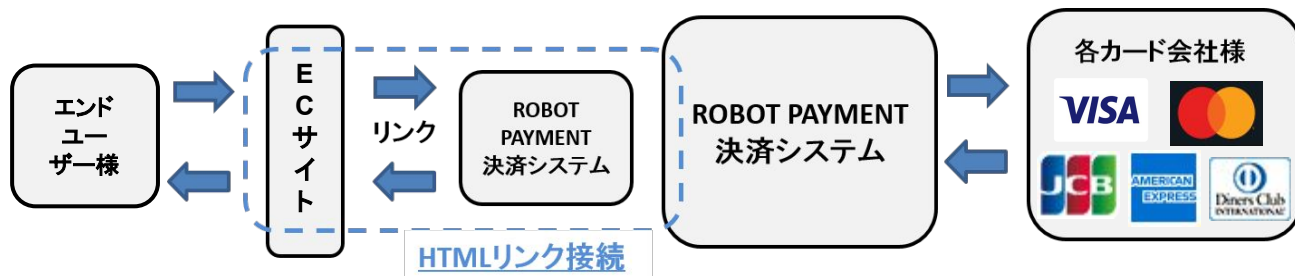 エンド
ユー
ザー様
ECサイト
リンク
ROBOT
PAYMENT
決済システム
HTMLリンク接続
ROBOT PAYMENT
決済システム
各カード会社様
VISA
JCB
AMERICAN
EXPRESS
Diners Club
INTERNATIONAL